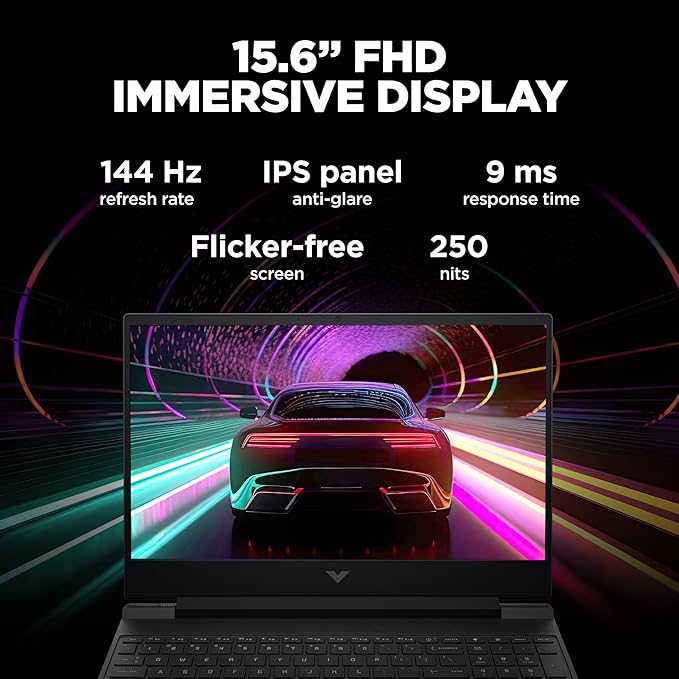 15.6” FHD
IMMERSIVE DISPLAY
144 Hz IPS panel 9 ms
refresh rate anti-glare response time
Flicker-free 250
screen nits
Q W E R T Y U I O P
A S D F G H J K L